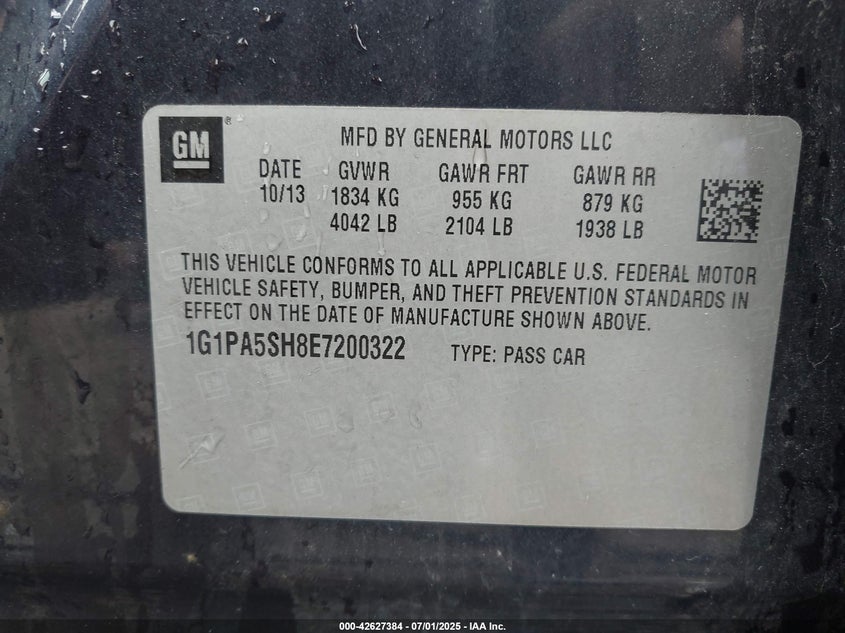 GM ®
MFD BY GENERAL MOTORS LLC
DATE GVWR GAWR FRT GAWR RR
10/13 1834 KG 955 KG 879 KG
4042 LB 2104 LB 1938 LB
THIS VEHICLE CONFORMS TO ALL APPLICABLE U.S. FEDERAL MOTOR
VEHICLE SAFETY, BUMPER, AND THEFT PREVENTION STANDARDS IN
EFFECT ON THE DATE OF MANUFACTURE SHOWN ABOVE.
1G1PA5SH8E7200322 TYPE: PASS CAR
000-42627384 - 07/01/2025 - IAA Inc.